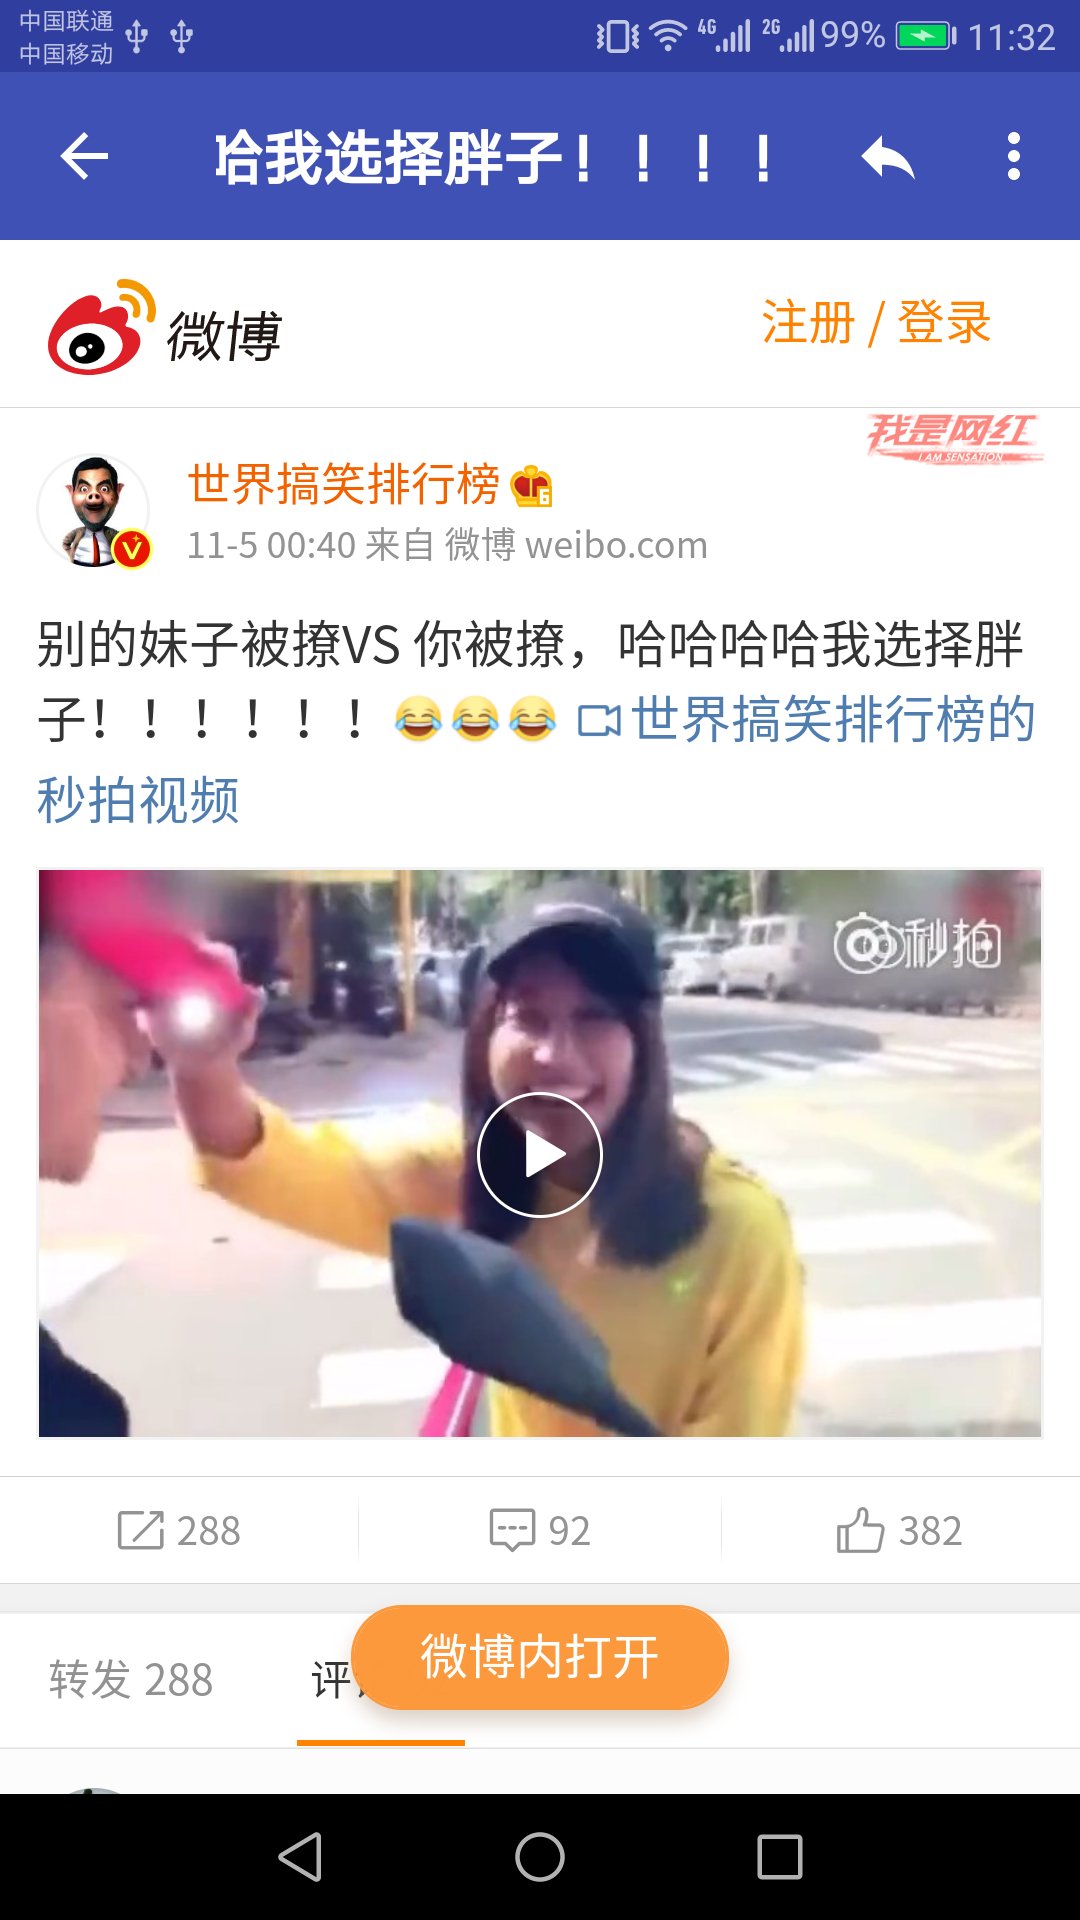 中国联通
中国移动
4G
2G
99%
11:32
哈我选择胖子！！！！
微博
注册 / 登录
我是网红
I AM SENSATION
世界搞笑排行榜
6
11-5 00:40 来自 微博 weibo.com
别的妹子被撩VS 你被撩，哈哈哈哈我选择胖
子！！！！！！😂😂😂世界搞笑排行榜的
秒拍视频
秒拍
288
92
382
微博内打开
转发 288
评